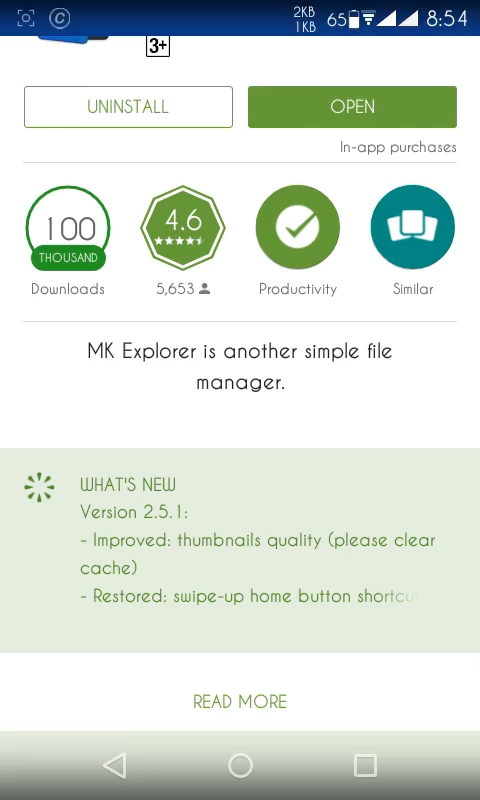 2KB
1KB
65
8:54
3+
UNINSTALL
OPEN
In-app purchases
100
THOUSAND
4.6
Downloads
5,653
Productivity
Similar
MK Explorer is another simple file
manager.
WHAT'S NEW
Version 2.5.1:
- Improved: thumbnails quality (please clear
cache)
- Restored: swipe-up home button shortcu
READ MORE